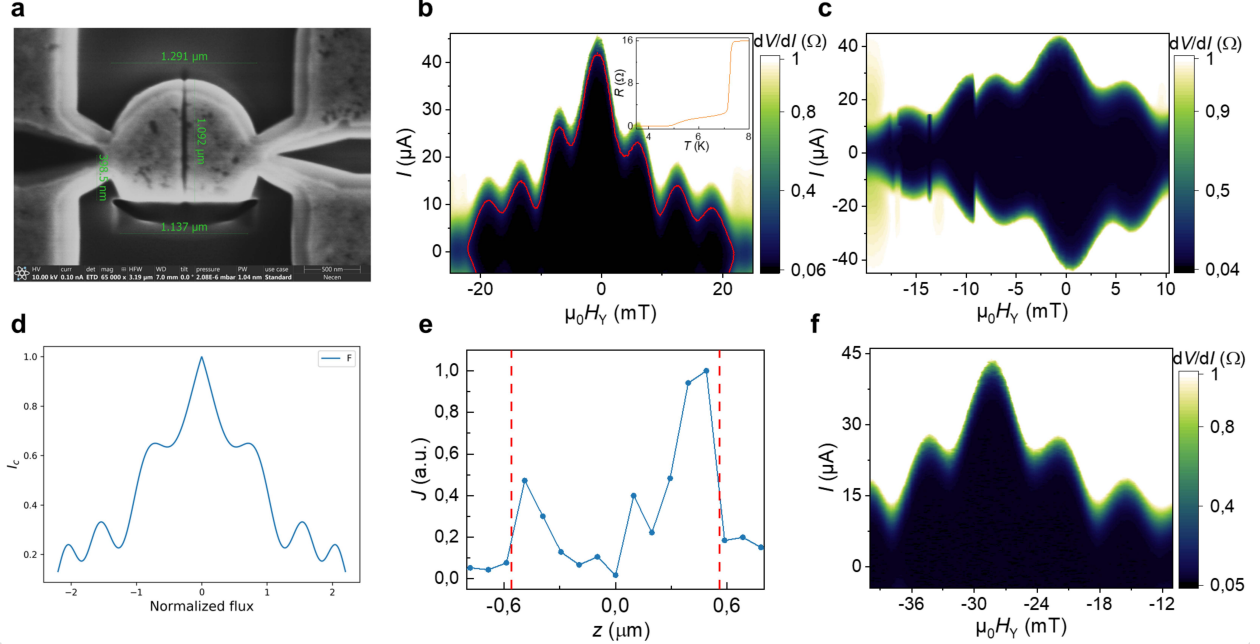 a
1.291 µm
1.092 µm
1.137 µm
HV curr det mag ⊕ HFW WD tilt pressure PW use case
10.00 kV 0.10 nA ETD 65 000 x 3.19 µm 7.0 mm 0.0 ° 2.08E-6 mbar 1.04 nm Standard
500 nm
Necen
b
I (µA)
45
30
20
10
0
-20
0
20
µ0HY (mT)
R (Ω)
16
8
0
4
6
8
T (K)
dV/dI (Ω)
1
0,8
0,4
0,06
c
I (µA)
40
20
0
-20
-40
-15
-10
-5
0
5
10
µ0HY (mT)
dV/dI (Ω)
1
0,9
0,5
0,04
d
Ic
1.0
0.8
0.6
0.4
0.2
−2
−1
0
1
2
Normalized flux
F
e
J (a.u.)
1,0
0,8
0,6
0,4
0,2
0,0
-0,6
0,0
0,6
z (µm)
f
I (µA)
45
30
15
0
-36
-30
-24
-18
-12
µ0HY (mT)
dV/dI (Ω)
1
0,8
0,4
0,05